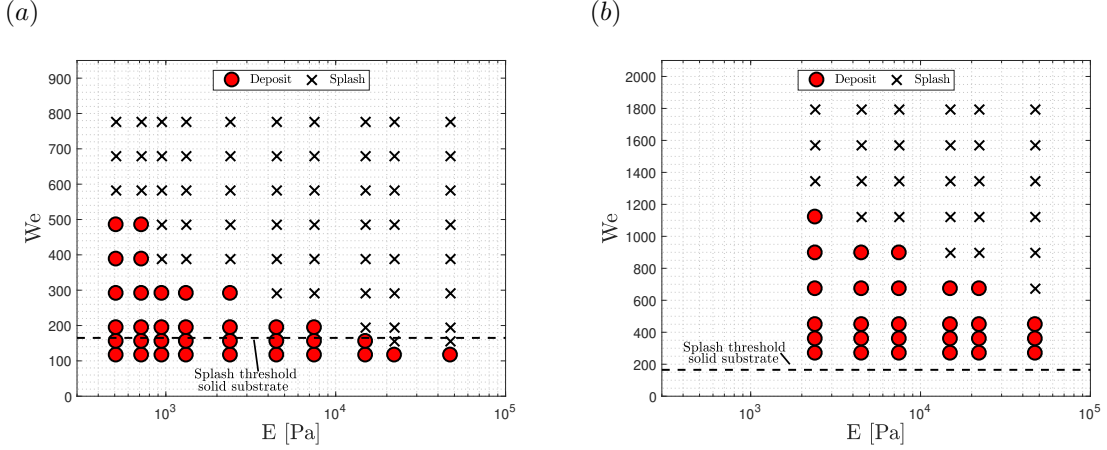 (a)
Deposit Splash
900
800
700
600
500
400
300
200
100
0
We
Splash threshold
solid substrate
10^3
10^4
10^5
E [Pa]
(b)
Deposit Splash
2000
1800
1600
1400
1200
1000
800
600
400
200
0
We
Splash threshold
solid substrate
10^3
10^4
10^5
E [Pa]